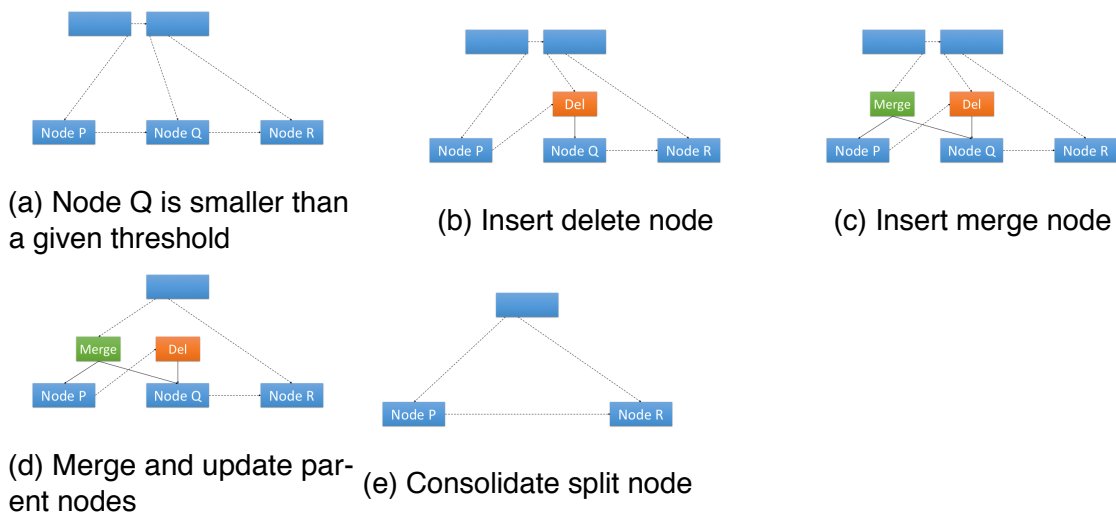 Node P
Node Q
Node R
(a) Node Q is smaller than
a given threshold
Del
Node P
Node Q
Node R
(b) Insert delete node
Merge
Del
Node P
Node Q
Node R
(c) Insert merge node
Merge
Del
Node P
Node Q
Node R
(d) Merge and update par-
ent nodes
Node P
Node R
(e) Consolidate split node